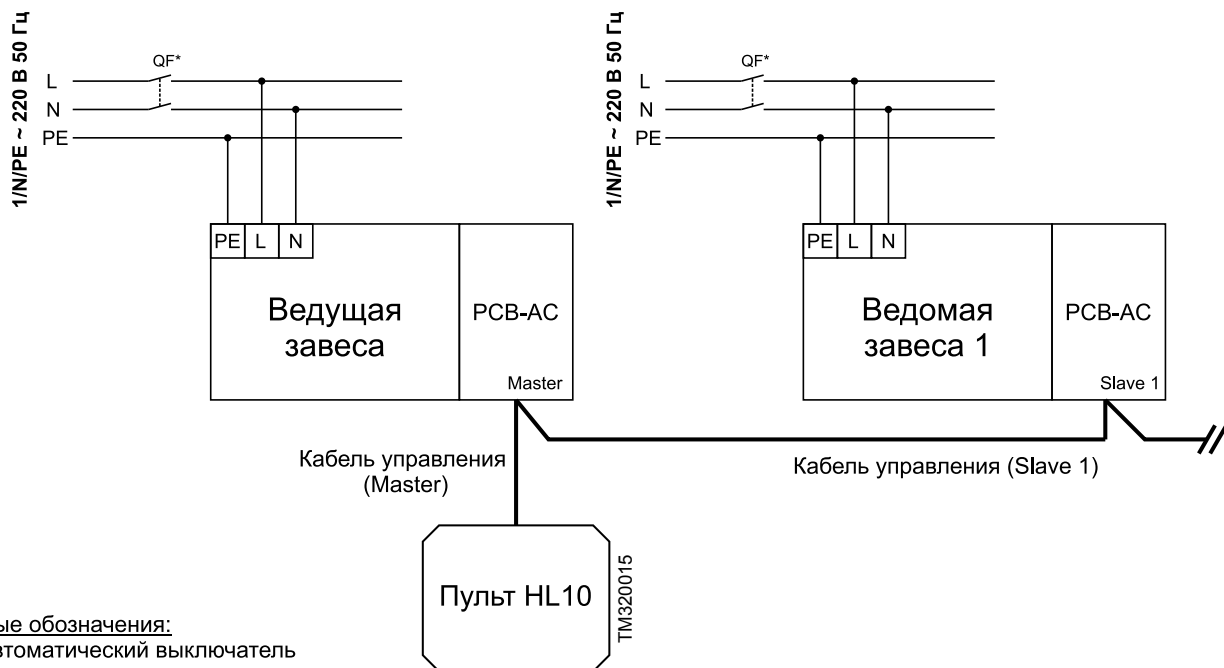 1/N/PE ~ 220 В 50 Гц
QF*
L
N
PE
PE L N
Ведущая
завеса
PCB-AC
Master
1/N/PE ~ 220 В 50 Гц
QF*
L
N
PE
PE L N
Ведомая
завеса 1
PCB-AC
Slave 1
Кабель управления
(Master)
Кабель управления (Slave 1)
Пульт HL10
TM320015
ые обозначения:
втоматический выключатель